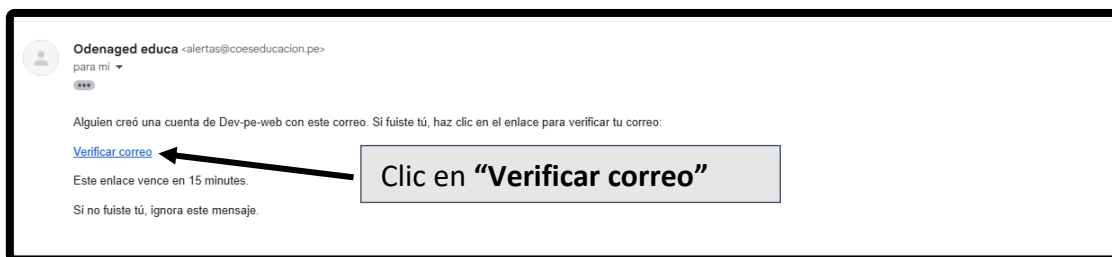 Odenaged educa <alertas@coeseducacion.pe>
para mí
Alguien creó una cuenta de Dev-pe-web con este correo. Si fuiste tú, haz clic en el enlace para verificar tu correo:
Verificar correo
Clic en “Verificar correo”
Este enlace vence en 15 minutes.
Si no fuiste tú, ignora este mensaje.